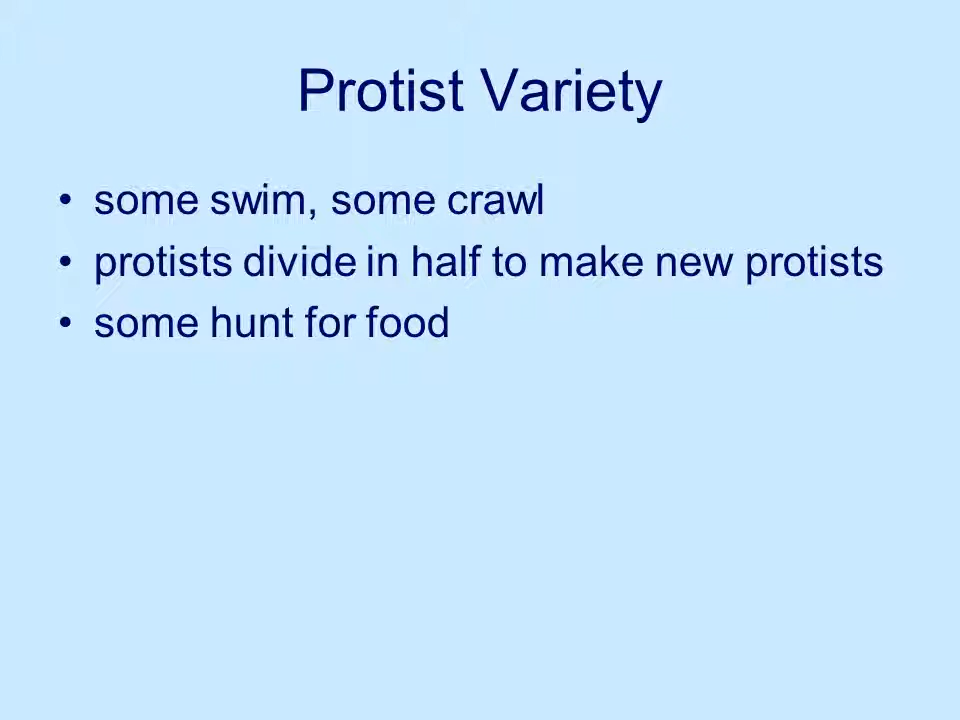 Protist Variety
• some swim, some crawl
• protists divide in half to make new protists
• some hunt for food